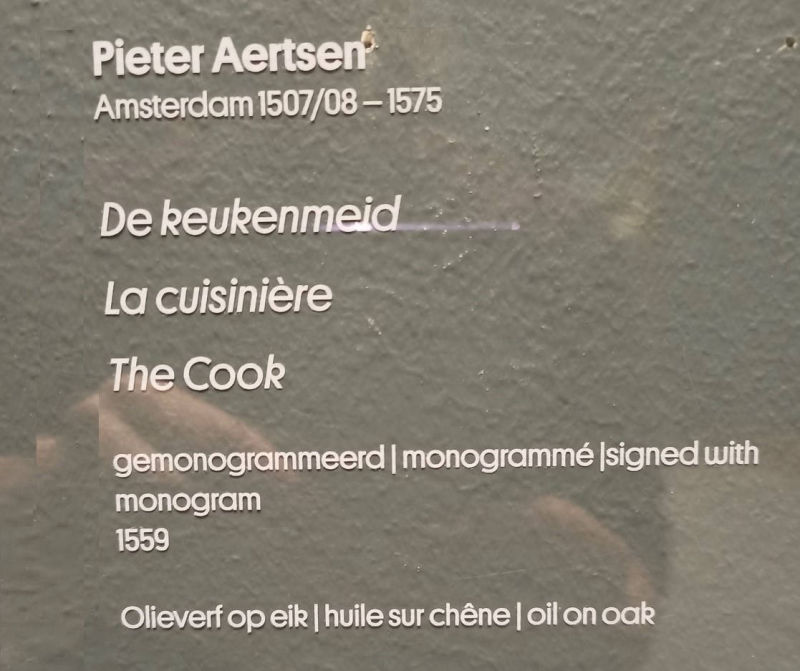 Pieter Aertsen
Amsterdam 1507/08 – 1575
De keukenmeid
La cuisinière
The Cook
gemonogrammeerd | monogrammé |signed with
monogram
1559
Olieverf op eik | huile sur chêne | oil on oak